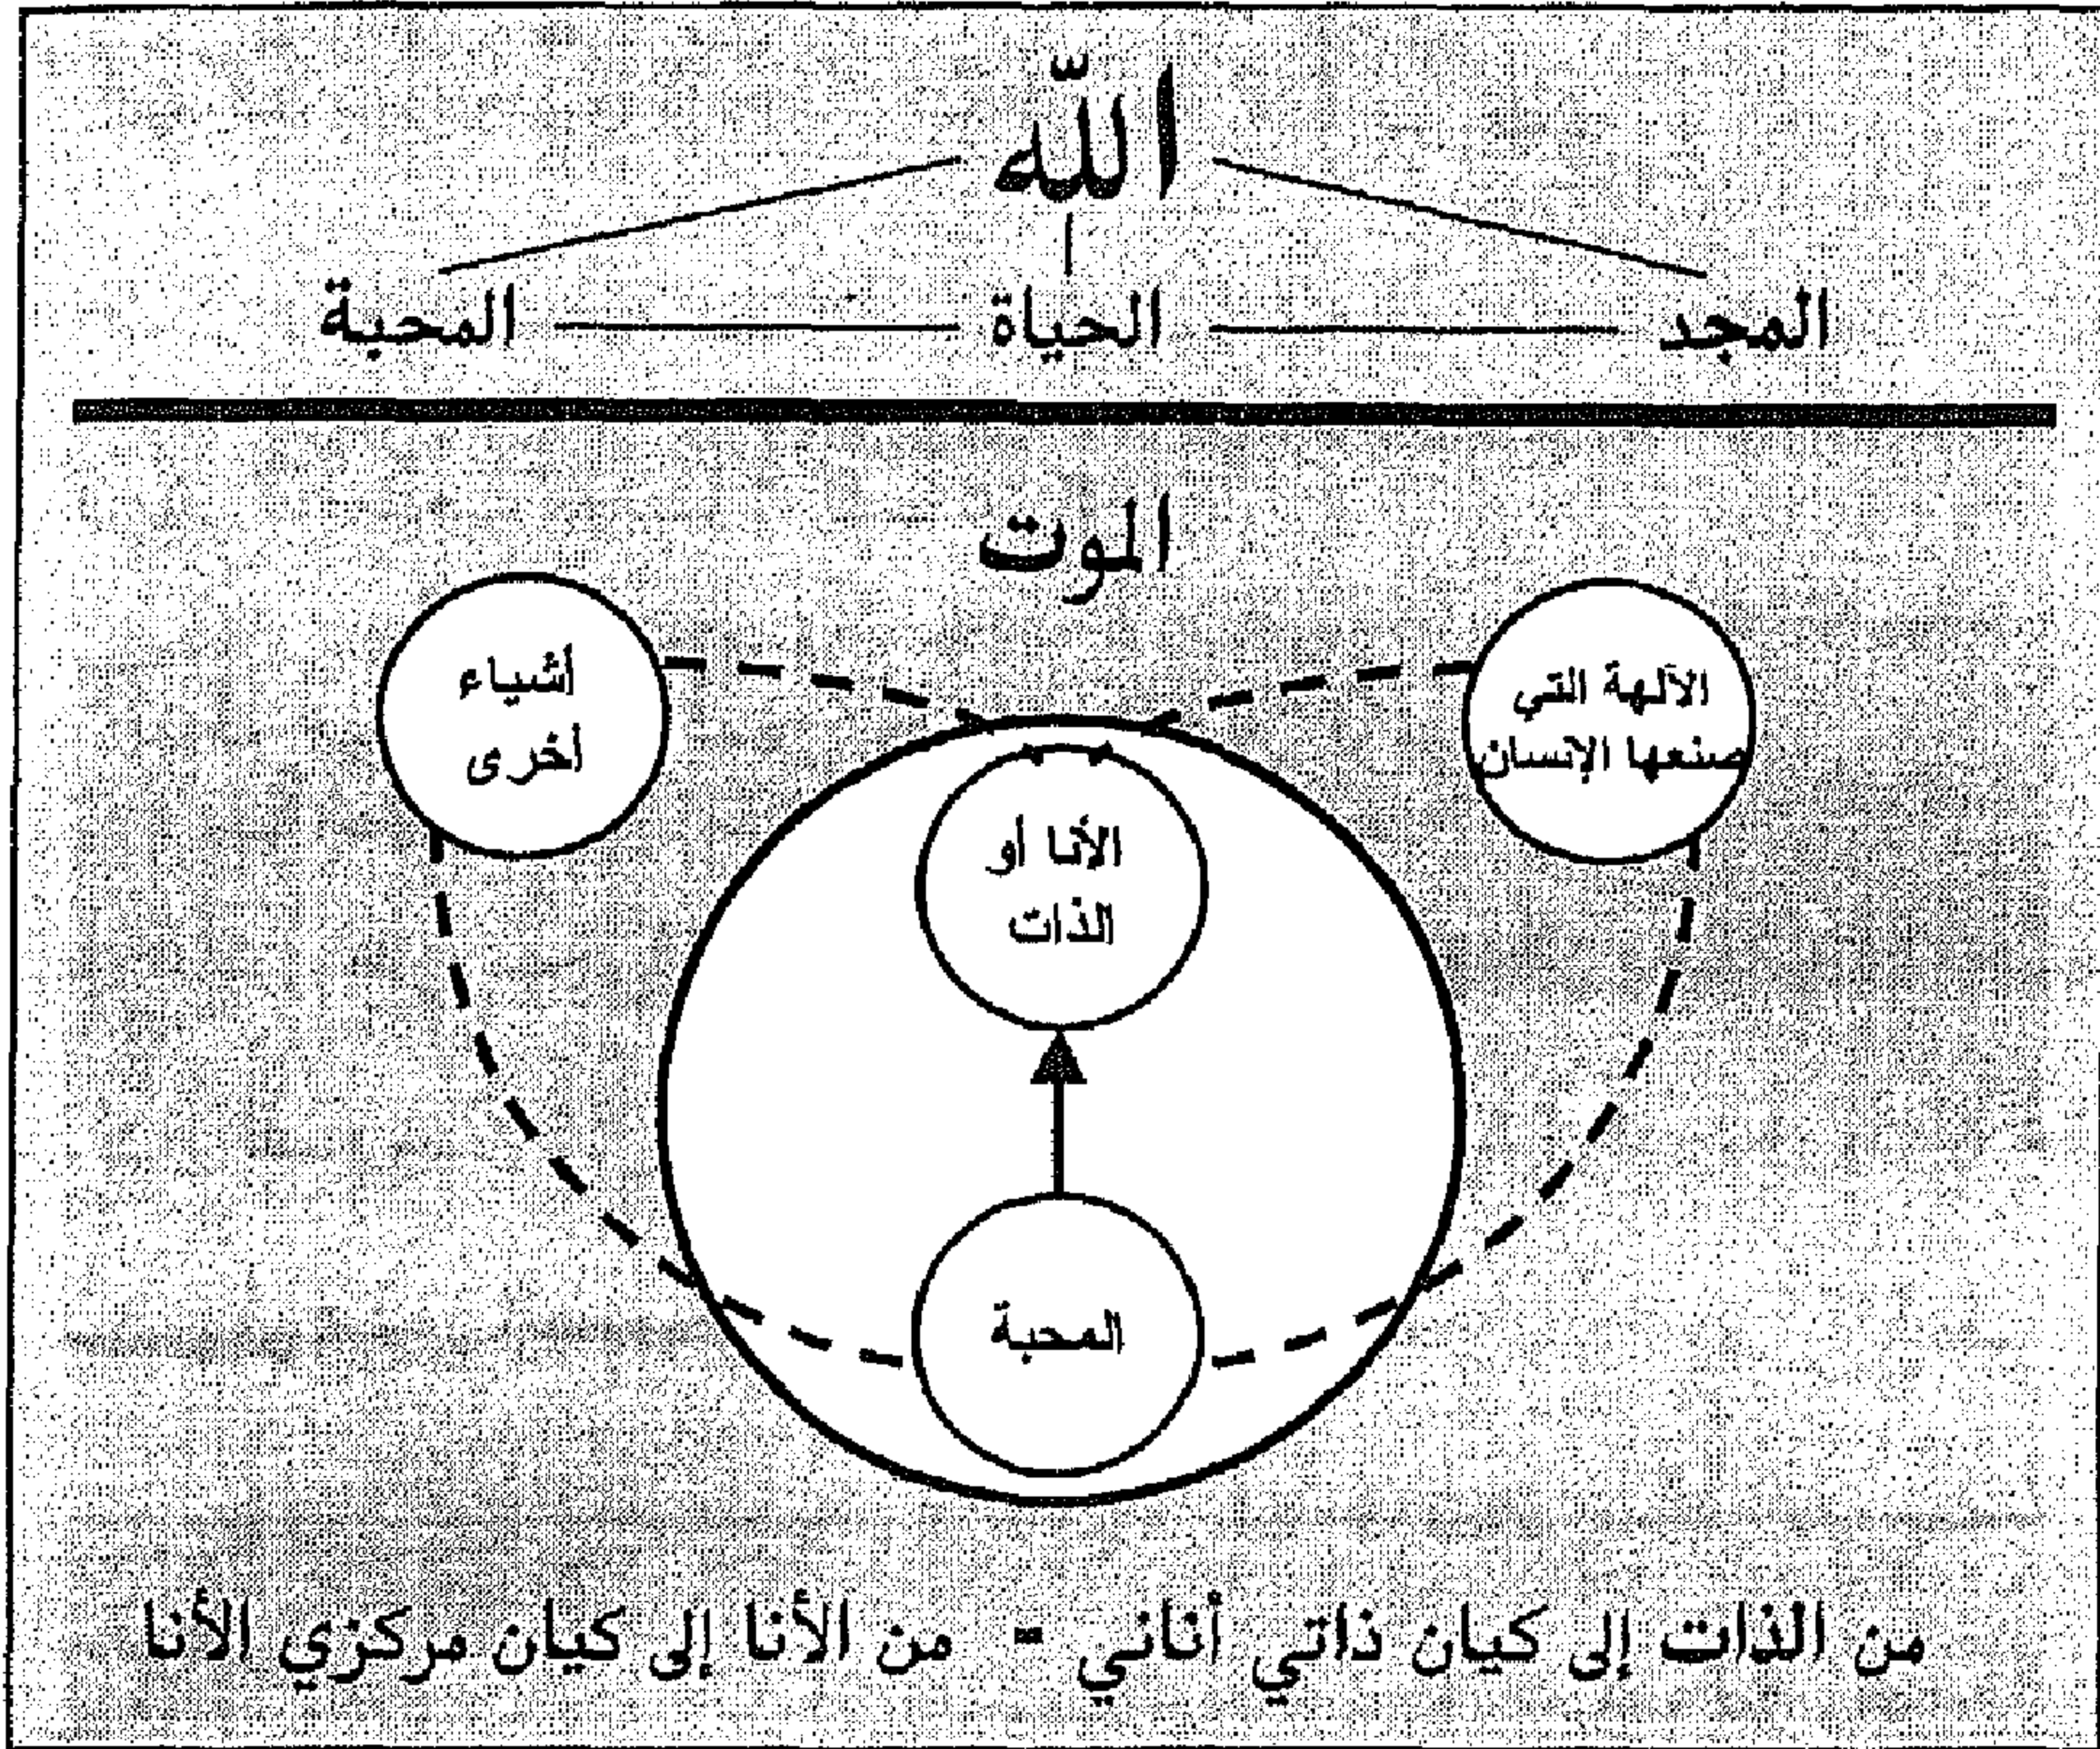 اللّه
المجد الحياة المحبة
الموت
الآلهة التي
صنعها الإنسان
أشياء
أخرى
الأنا أو
الذات
المحبة
من الذات إلى كيان ذاتي أناني = من الأنا إلى كيان مركزي الأنا